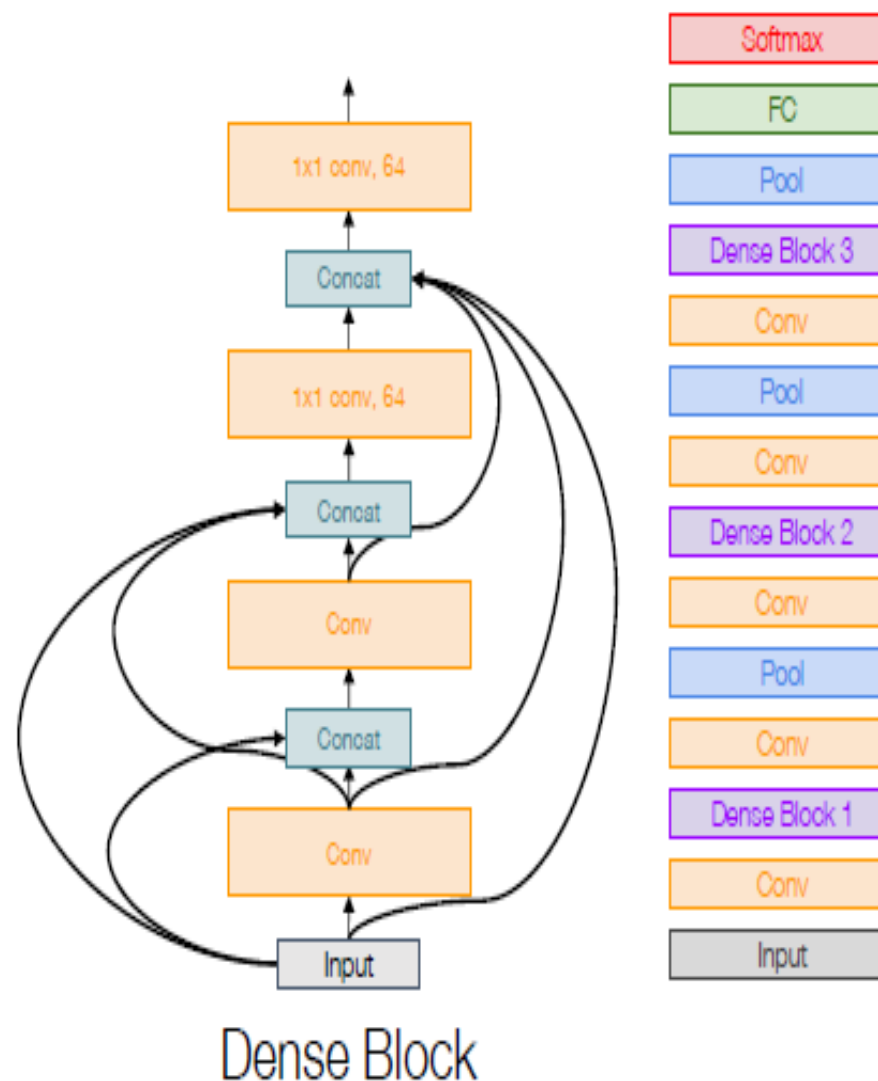 1x1 conv, 64
Concat
1x1 conv, 64
Concat
Conv
Concat
Conv
Input
Dense Block
Softmax
FC
Pool
Dense Block 3
Conv
Pool
Conv
Dense Block 2
Conv
Pool
Conv
Dense Block 1
Conv
Input